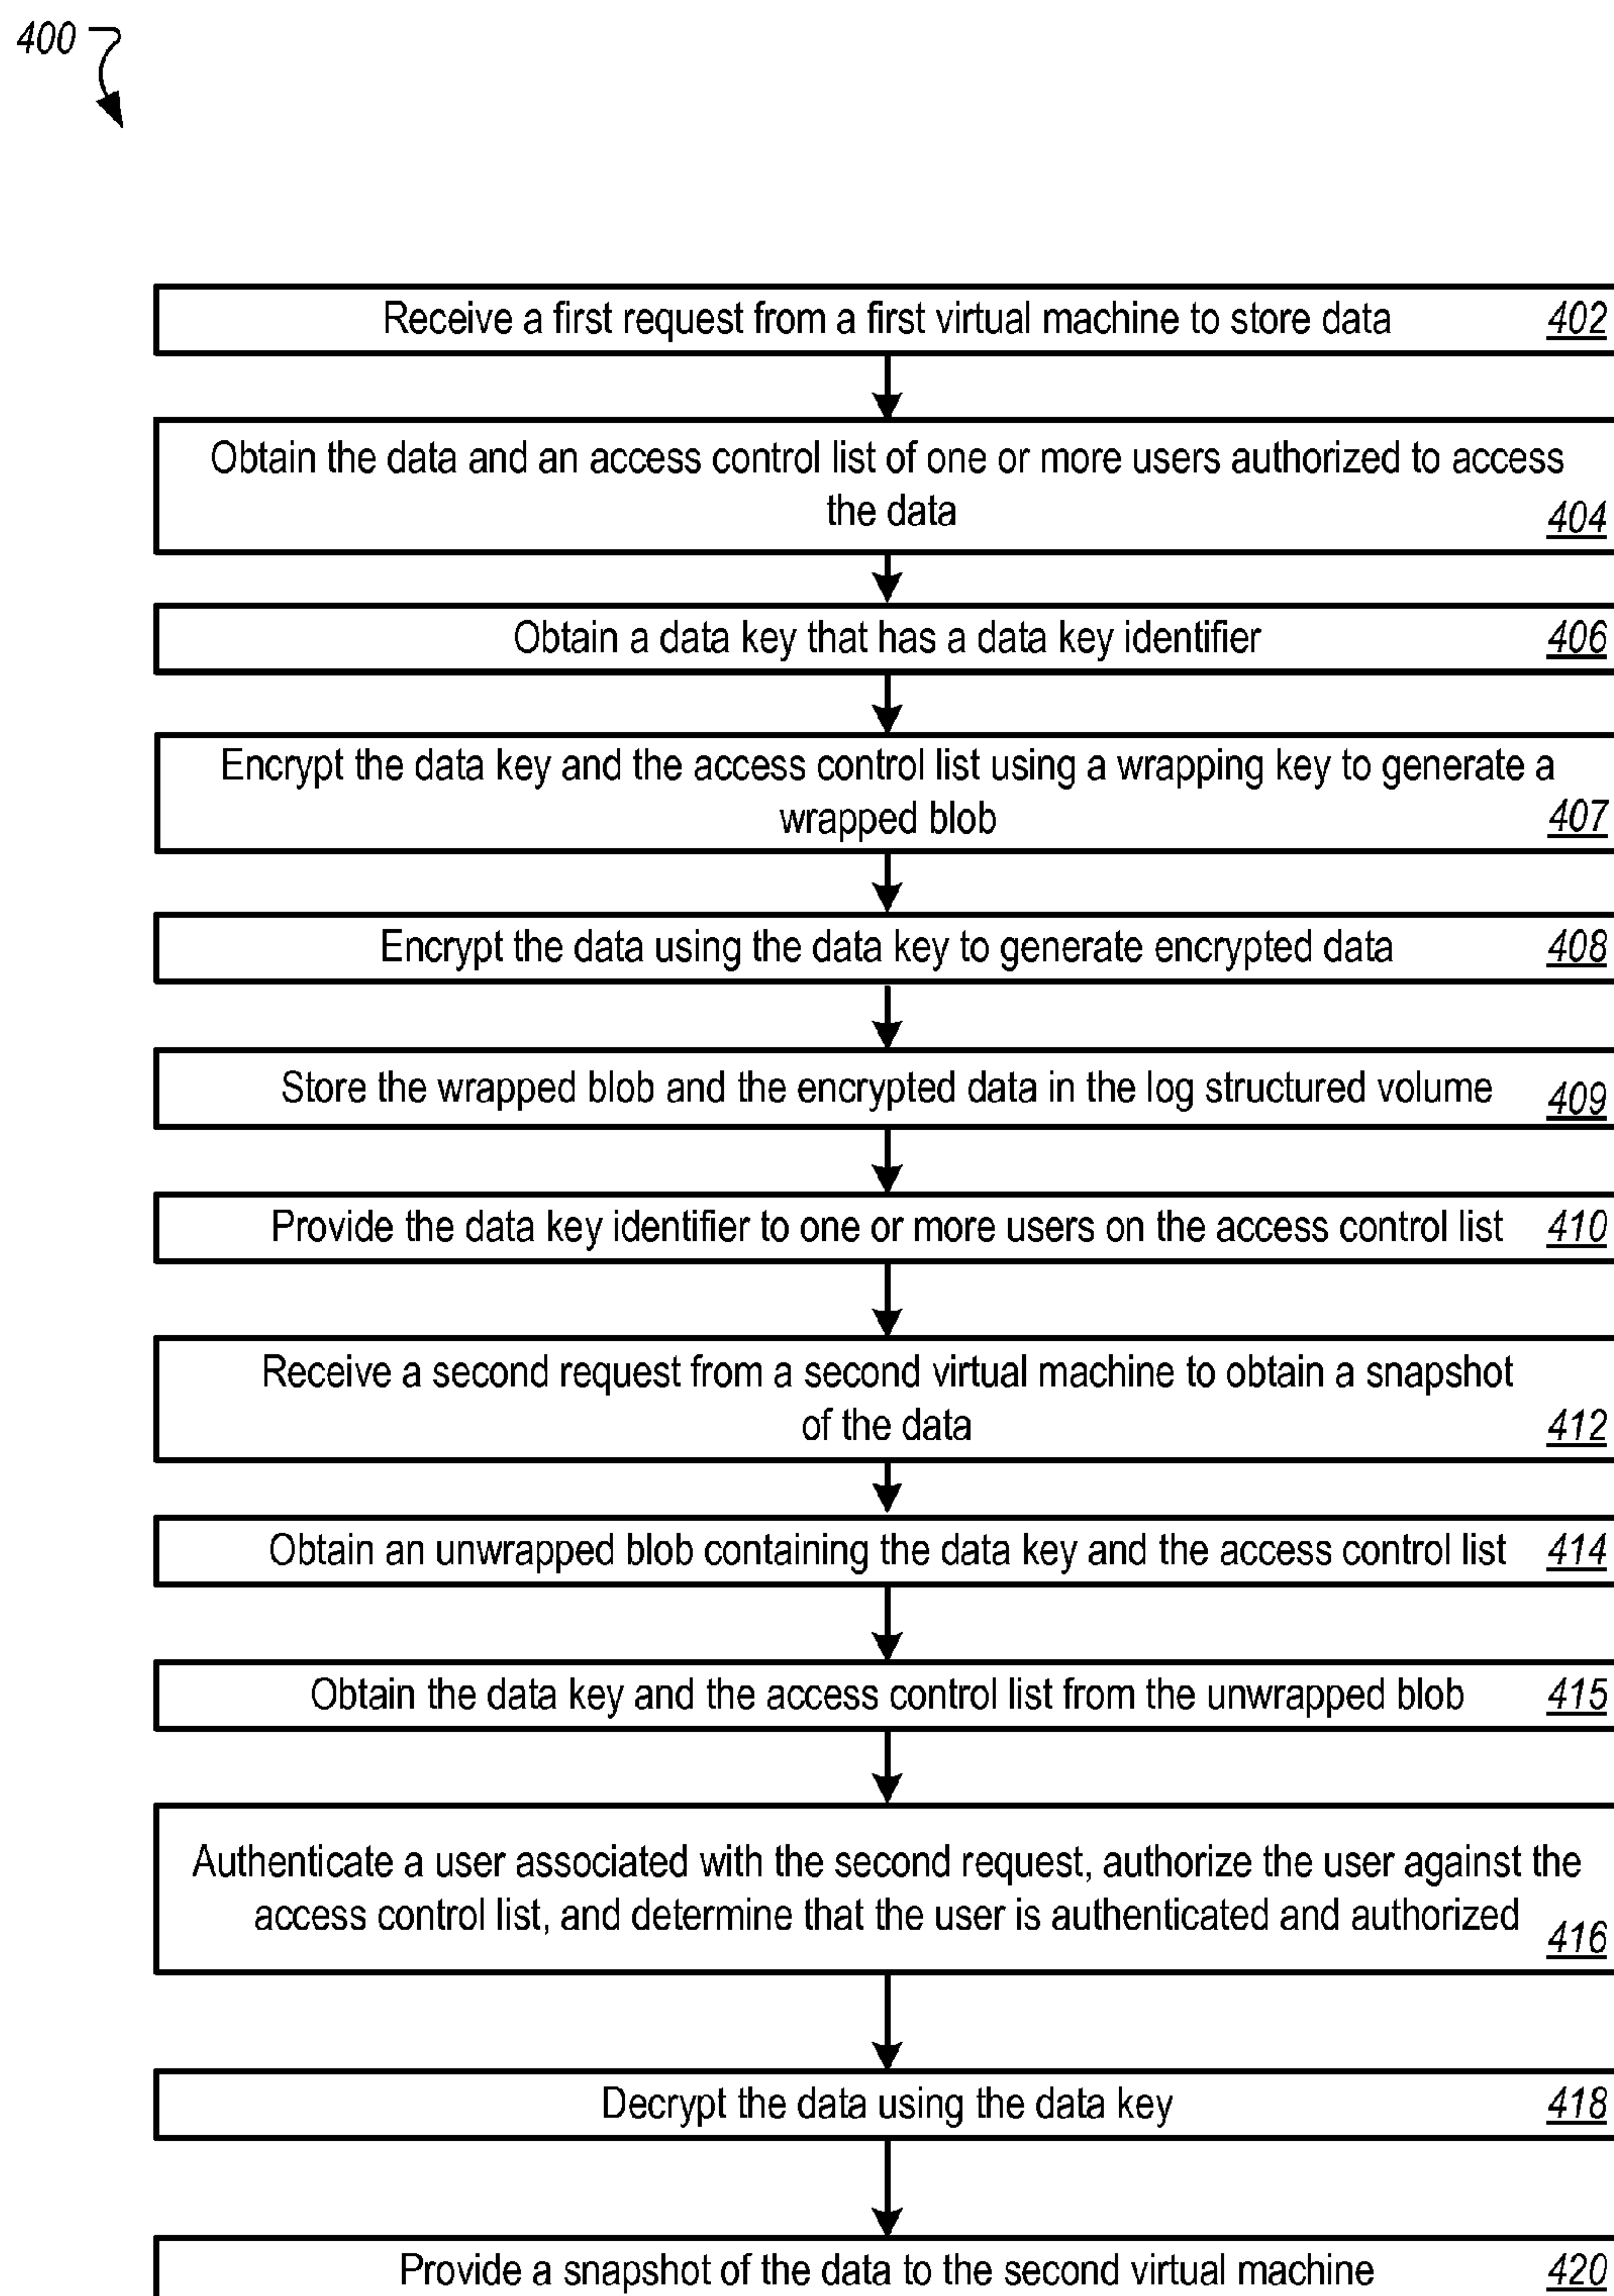 400
Receive a first request from a first virtual machine to store data 402
Obtain the data and an access control list of one or more users authorized to access
the data 404
Obtain a data key that has a data key identifier 406
Encrypt the data key and the access control list using a wrapping key to generate a
wrapped blob 407
Encrypt the data using the data key to generate encrypted data 408
Store the wrapped blob and the encrypted data in the log structured volume 409
Provide the data key identifier to one or more users on the access control list 410
Receive a second request from a second virtual machine to obtain a snapshot
of the data 412
Obtain an unwrapped blob containing the data key and the access control list 414
Obtain the data key and the access control list from the unwrapped blob 415
Authenticate a user associated with the second request, authorize the user against the
access control list, and determine that the user is authenticated and authorized 416
Decrypt the data using the data key 418
Provide a snapshot of the data to the second virtual machine 420